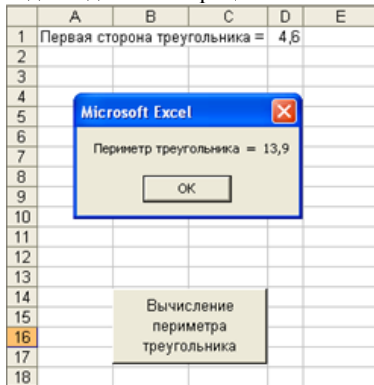 A B C D E
1 Первая сторона треугольника = 4,6
2
3
4
5
6
7
8
9
10
11
12
13
14
15
16
17
18
Microsoft Excel
Периметр треугольника = 13,9
OK
Вычисление
периметра
треугольника